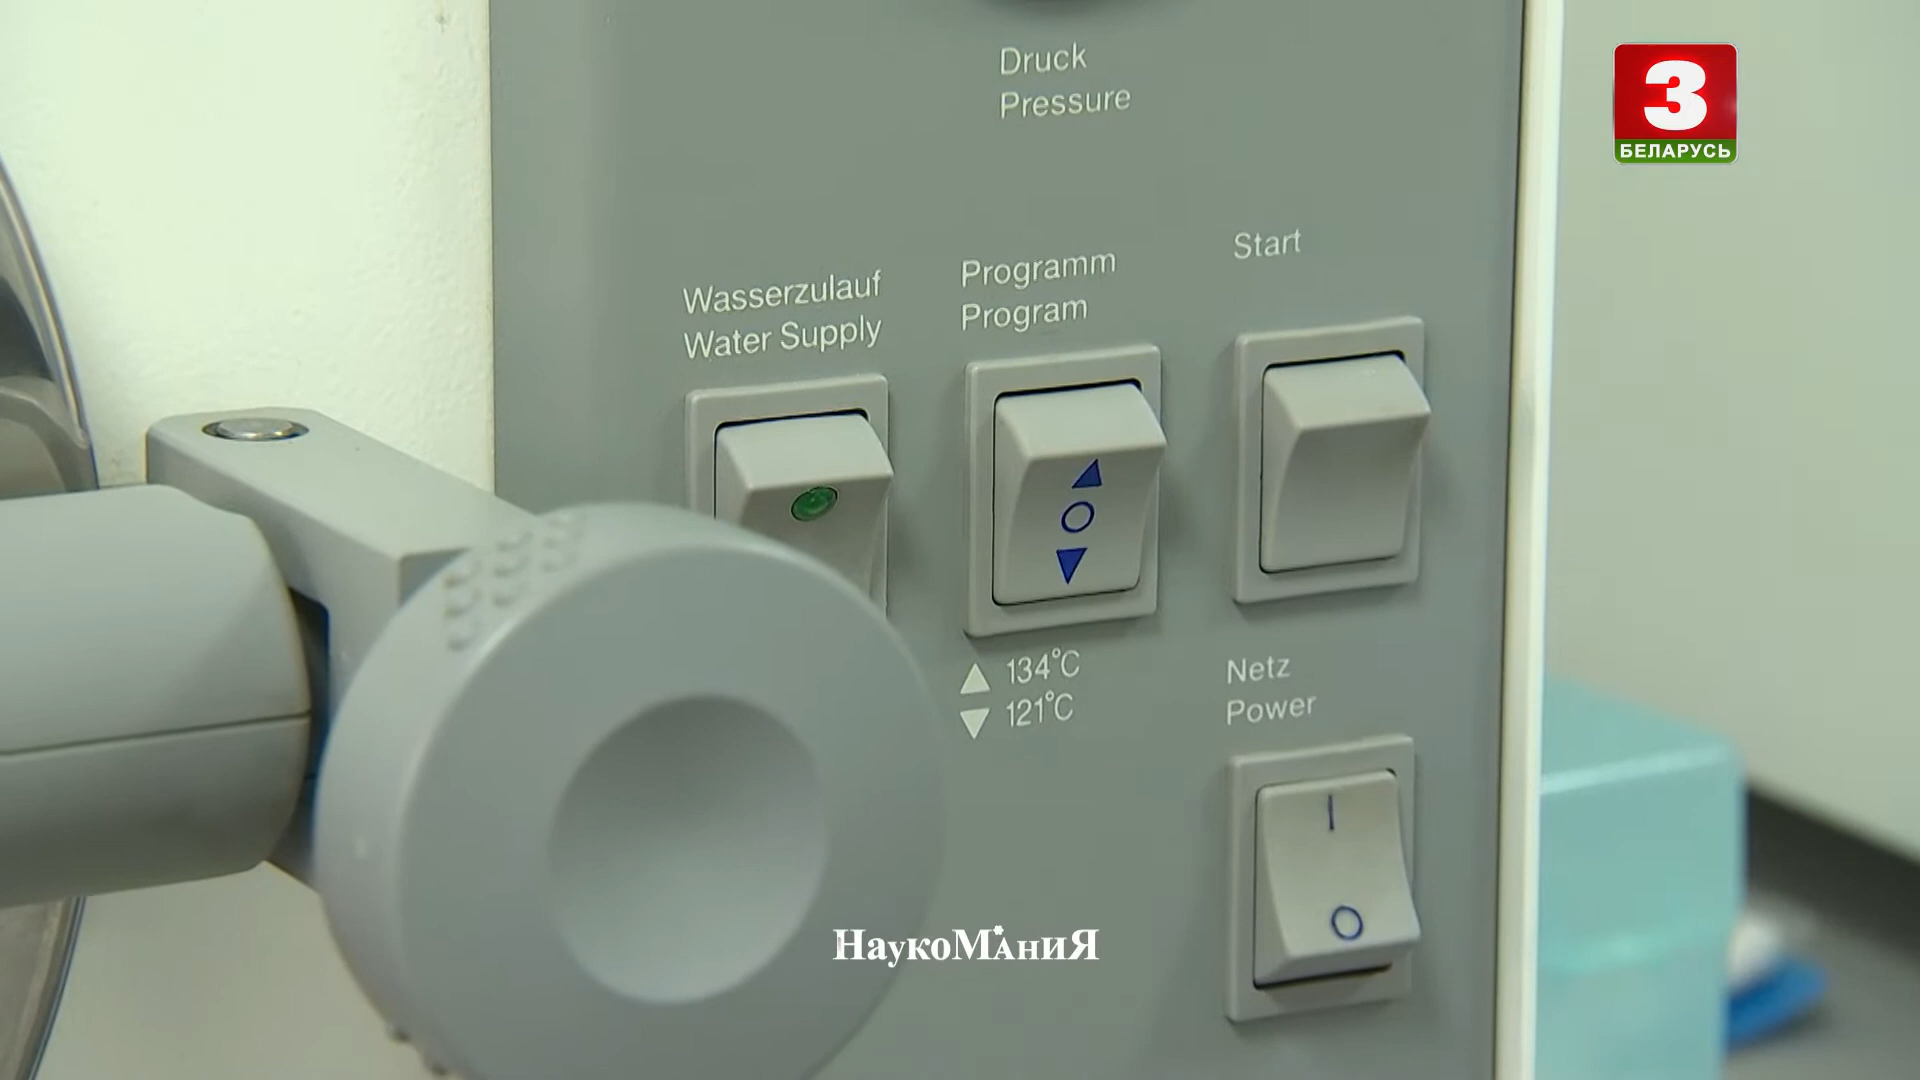 Druck
Pressure
3
БЕЛАРУСЬ
Wasserzulauf
Water Supply
Programm
Program
Start
▲ 134°C
▼ 121°C
Netz
Power
I
O
НаукоМАниЯ